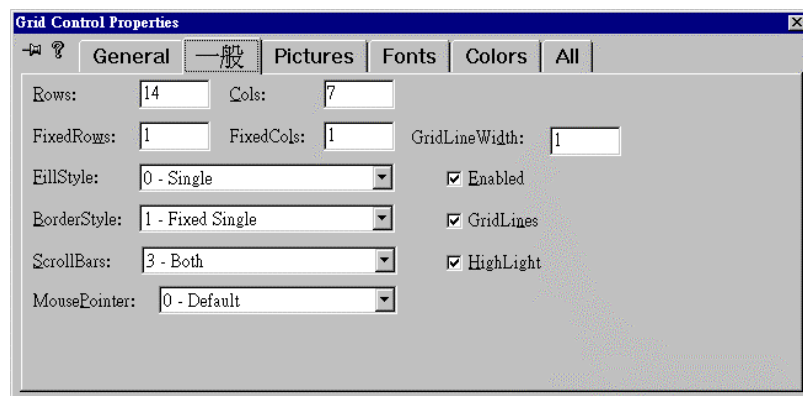 Grid Control Properties
General 一般 Pictures Fonts Colors All
Rows: 14 Cols: 7
FixedRows: 1 FixedCols: 1 GridLineWidth: 1
FillStyle: 0 - Single Enabled
BorderStyle: 1 - Fixed Single GridLines
ScrollBars: 3 - Both HighLight
MousePointer: 0 - Default